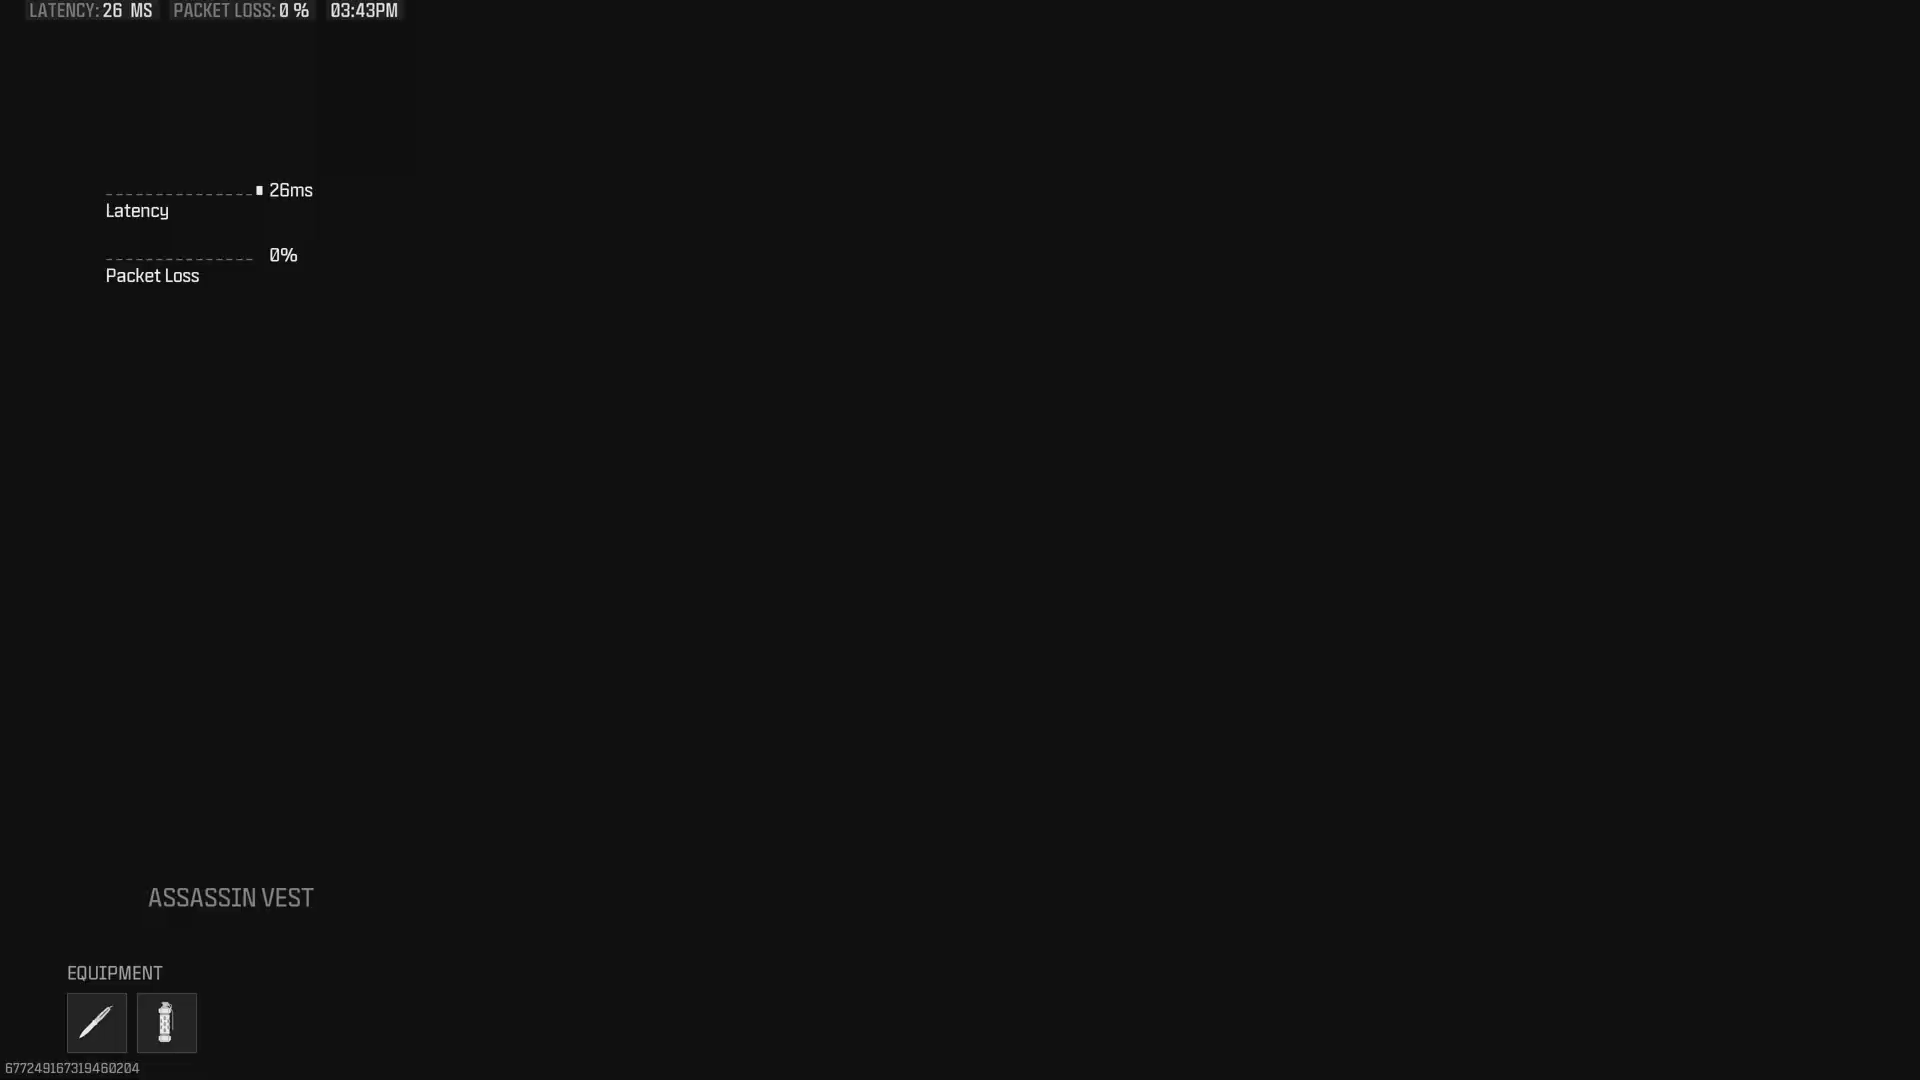 LATENCY: 26 MS PACKET LOSS: 0 % 03:43PM
26ms
Latency
0%
Packet Loss
ASSASSIN VEST
EQUIPMENT
677249167319460204